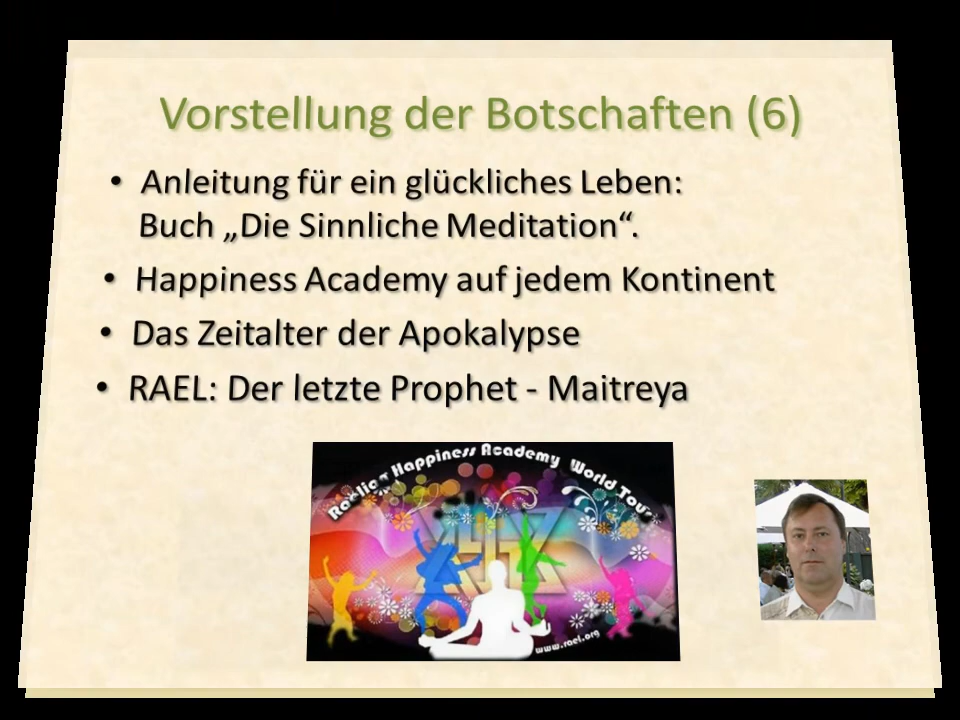 Vorstellung der Botschaften (6)
• Anleitung für ein glückliches Leben:
Buch „Die Sinnliche Meditation“.
• Happiness Academy auf jedem Kontinent
• Das Zeitalter der Apokalypse
• RAEL: Der letzte Prophet - Maitreya
Raelian Happiness Academy World Tour
www.rael.org